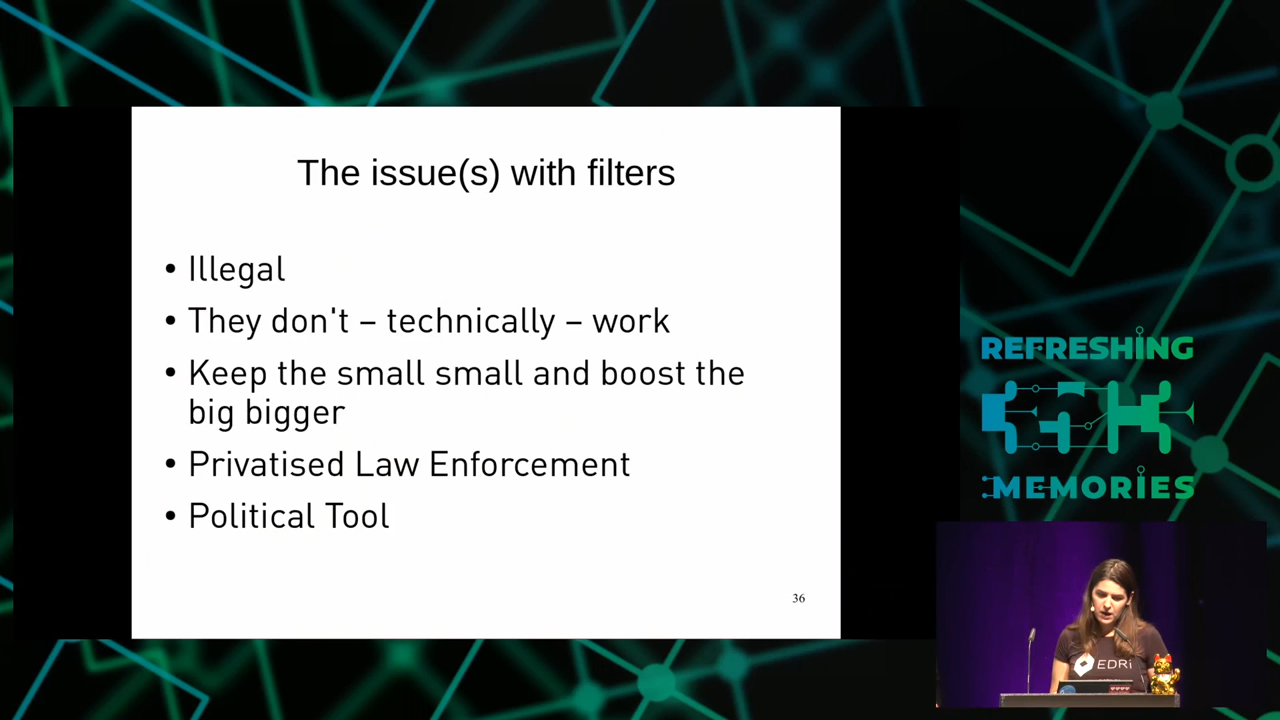 The issue(s) with filters
• Illegal
• They don't – technically – work
• Keep the small small and boost the
big bigger
• Privatised Law Enforcement
• Political Tool
36
REFRESHING
35C3
MEMORIES
EDRi